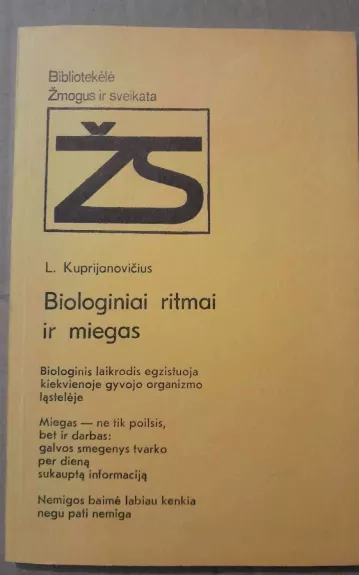 Bibliotekėlė
Žmogus ir sveikata
ŽS
L. Kuprijanovičius
Biologiniai ritmai
ir miegas
Biologinis laikrodis egzistuoja
kiekvienoje gyvojo organizmo
ląstelėje
Miegas — ne tik poilsis,
bet ir darbas:
galvos smegenys tvarko
per dieną
sukauptą informaciją
Nemigos baimė labiau kenkia
negu pati nemiga